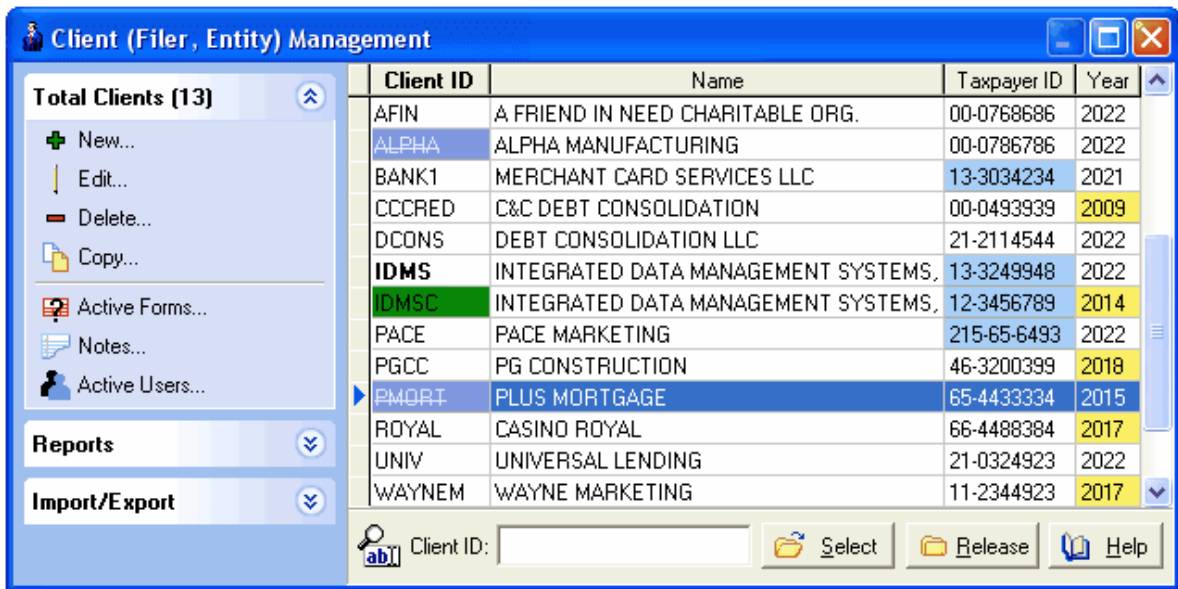 Client (Filer, Entity) Management
Total Clients (13)
New...
Edit...
Delete...
Copy...
Active Forms...
Notes...
Active Users...
Reports
Import/Export
Client ID Name Taxpayer ID Year
AFIN A FRIEND IN NEED CHARITABLE ORG. 00-0768686 2022
ALPHA ALPHA MANUFACTURING 00-0786786 2022
BANK1 MERCHANT CARD SERVICES LLC 13-3034234 2021
CCCRED C&C DEBT CONSOLIDATION 00-0493939 2009
DCONS DEBT CONSOLIDATION LLC 21-2114544 2022
IDMS INTEGRATED DATA MANAGEMENT SYSTEMS, 13-3249948 2022
IDMSC INTEGRATED DATA MANAGEMENT SYSTEMS, 12-3456789 2014
PACE PACE MARKETING 215-65-6493 2022
PGCC PG CONSTRUCTION 46-3200399 2018
PMORT PLUS MORTGAGE 65-4433334 2015
ROYAL CASINO ROYAL 66-4488384 2017
UNIV UNIVERSAL LENDING 21-0324923 2022
WAYNEM WAYNE MARKETING 11-2344923 2017
ab Client ID: Select Release Help